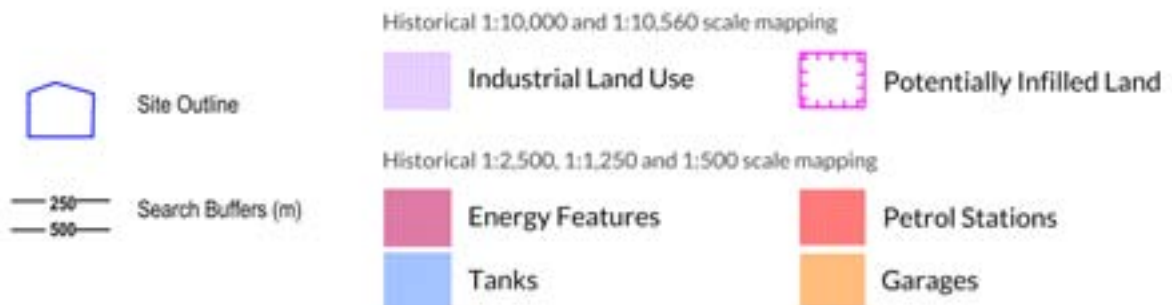 Historical 1:10,000 and 1:10,560 scale mapping
Industrial Land Use
Potentially Infilled Land
Site Outline
Historical 1:2,500, 1:1,250 and 1:500 scale mapping
250
500
Search Buffers (m)
Energy Features
Petrol Stations
Tanks
Garages